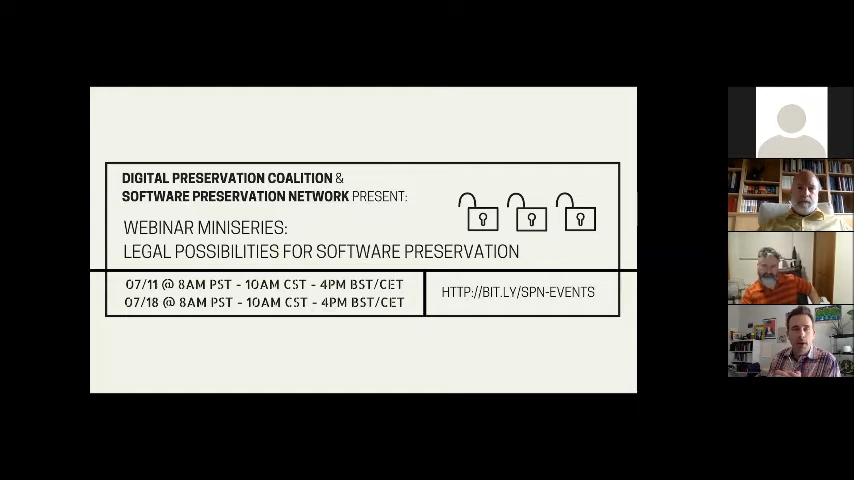 DIGITAL PRESERVATION COALITION &
SOFTWARE PRESERVATION NETWORK PRESENT:
WEBINAR MINISERIES:
LEGAL POSSIBILITIES FOR SOFTWARE PRESERVATION
07/11 @ 8AM PST - 10AM CST - 4PM BST/CET
07/18 @ 8AM PST - 10AM CST - 4PM BST/CET
HTTP://BIT.LY/SPN-EVENTS